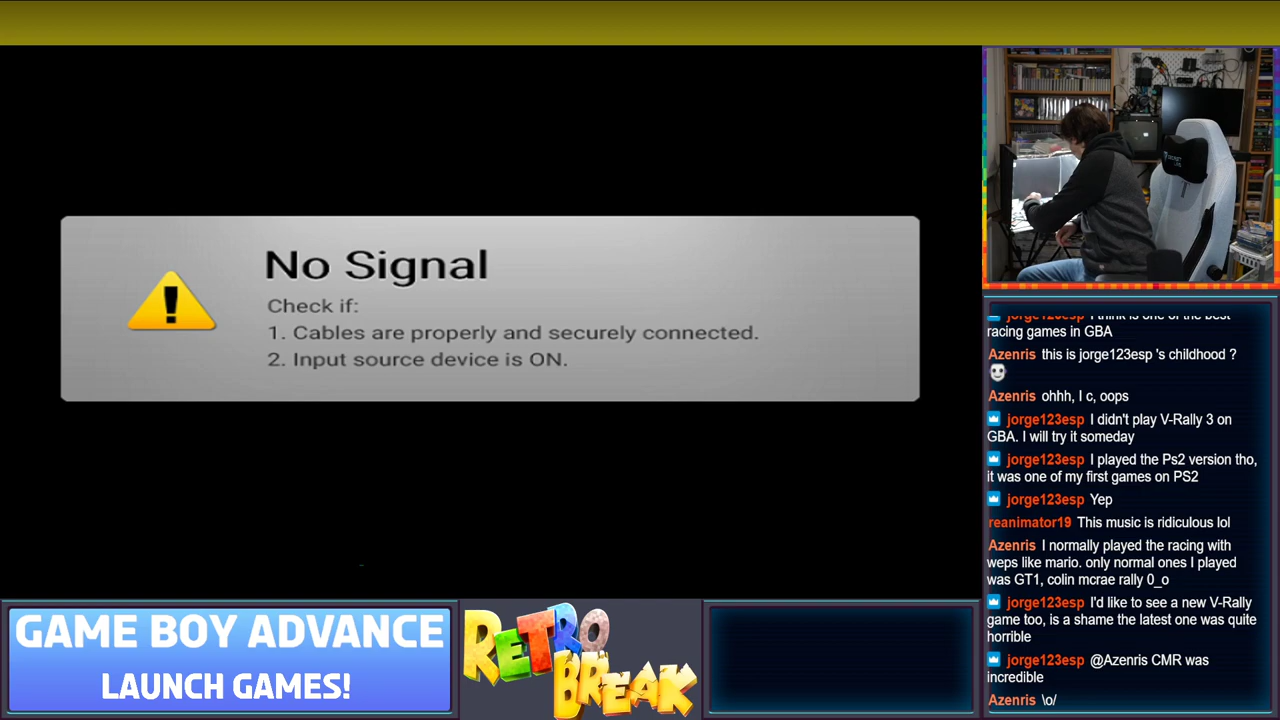 No Signal
Check if:
1. Cables are properly and securely connected.
2. Input source device is ON.
racing games in GBA
Azenris this is jorge123esp 's childhood ?
Azenris ohhh, I c, oops
jorge123esp I didn't play V-Rally 3 on
GBA. I will try it someday
jorge123esp I played the Ps2 version tho,
it was one of my first games on PS2
jorge123esp Yep
reanimator19 This music is ridiculous lol
Azenris I normally played the racing with
weps like mario. only normal ones I played
was GT1, colin mcrae rally 0_o
jorge123esp I'd like to see a new V-Rally
game too, is a shame the latest one was quite
horrible
jorge123esp @Azenris CMR was
incredible
Azenris \o/
GAME BOY ADVANCE
LAUNCH GAMES!
RETRO
BREAK